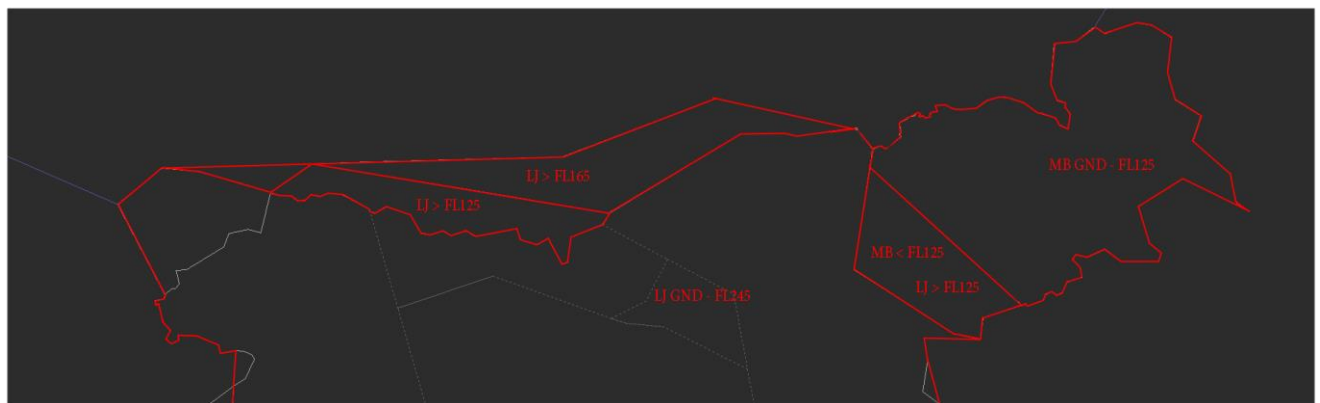 MB GND - FL125
LJ > FL165
LJ > FL125
MB < FL125
LJ > FL125
LJ GND - FL245